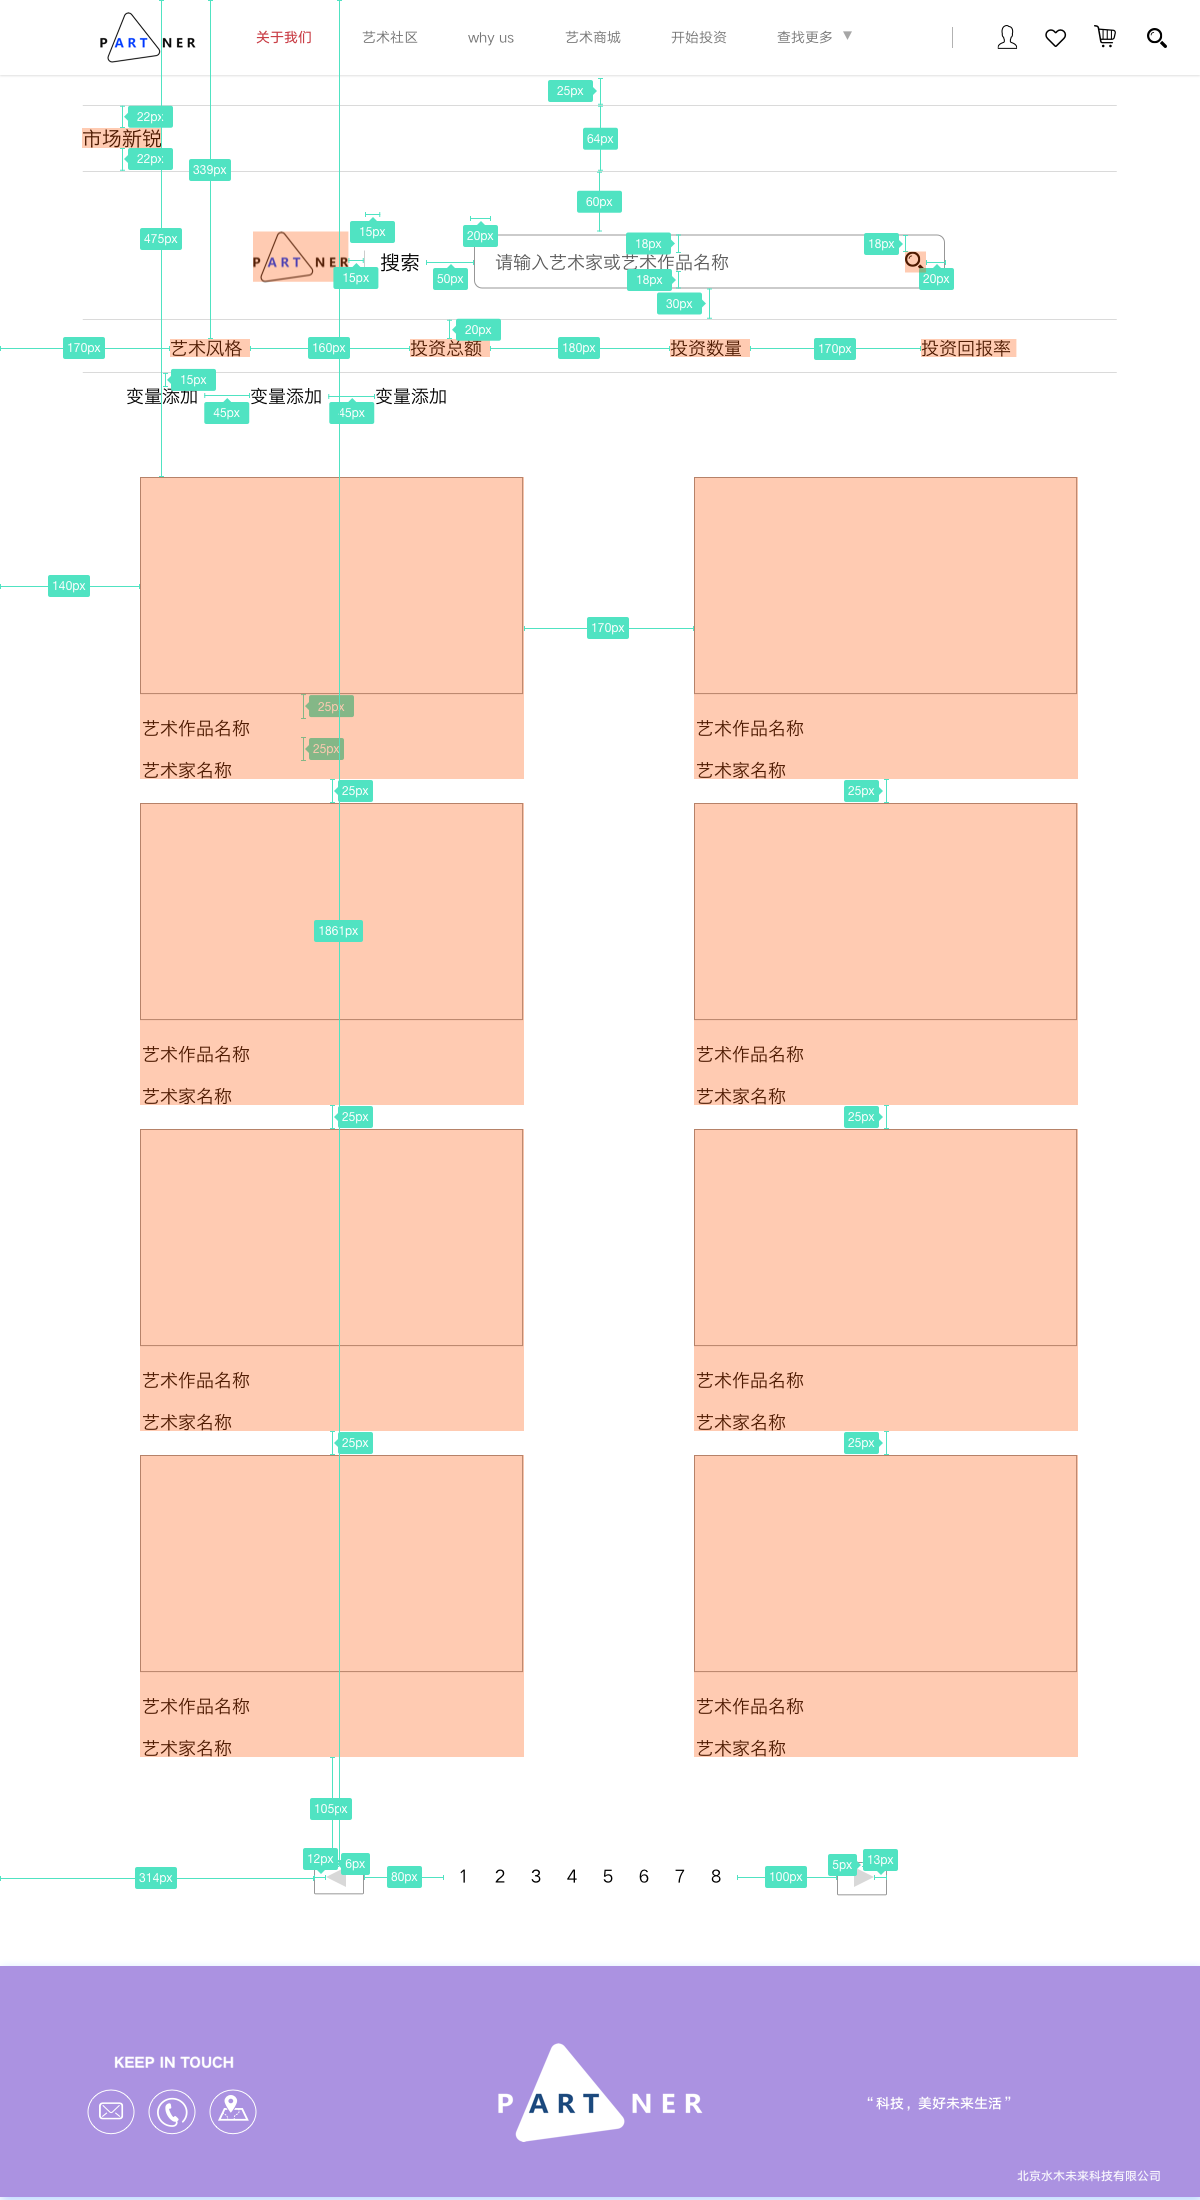 PARTNER 关于我们 艺术社区 why us 艺术商城 开始投资 查找更多 ▼
25px
22px
市场新锐 64px
22px
339px
60px
475px 15px 20px 18px 18px
PARTNER 搜索 请输入艺术家或艺术作品名称
15px 50px 18px 20px
30px
20px
170px 艺术风格 160px 投资总额 180px 投资数量 170px 投资回报率
15px
变量添加 变量添加 变量添加
45px 45px
140px
170px
25px
艺术作品名称 艺术作品名称
25px
艺术家名称 艺术家名称
25px 25px
1861px
艺术作品名称 艺术作品名称
艺术家名称 艺术家名称
25px 25px
艺术作品名称 艺术作品名称
艺术家名称 艺术家名称
25px 25px
艺术作品名称 艺术作品名称
艺术家名称 艺术家名称
105px
12px 6px 5px 13px
314px 80px 1 2 3 4 5 6 7 8 100px
KEEP IN TOUCH
PARTNER
“科技，美好未来生活”
北京水木未来科技有限公司